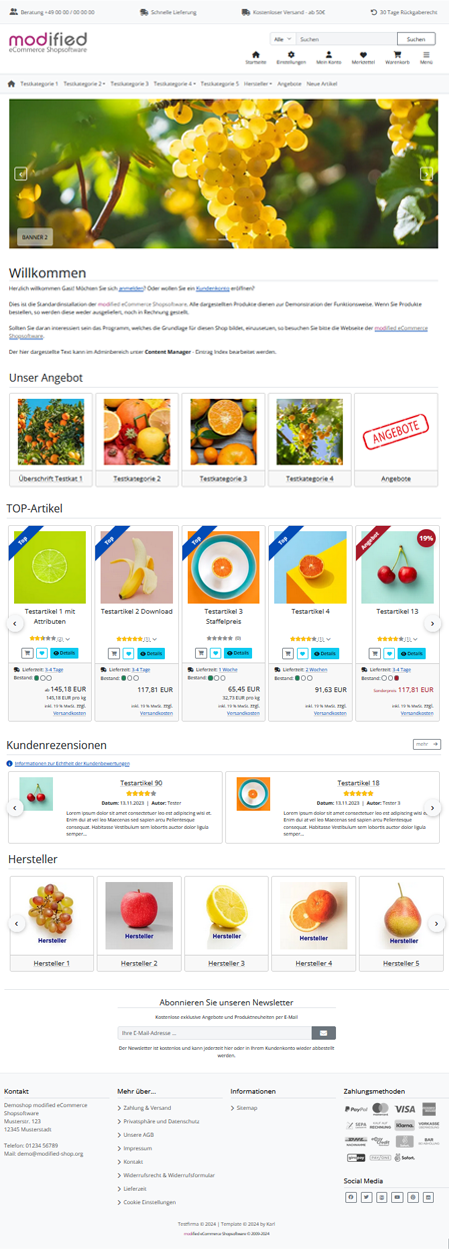 Beratung +49 00 00 / 00 00 00
Schnelle Lieferung
Kostenloser Versand - ab 50€
30 Tage Rückgaberecht
modified
eCommerce Shopsoftware
Alle
Suchen
Suchen
Startseite
Einstellungen
Mein Konto
Merkzettel
Warenkorb
Menü
Testkategorie 1
Testkategorie 2
Testkategorie 3
Testkategorie 4
Testkategorie 5
Hersteller
Angebote
Neue Artikel
BANNER 2
Willkommen
Herzlich willkommen Gast! Möchten Sie sich anmelden? Oder wollen Sie ein Kundenkonto eröffnen?
Dies ist die Standardinstallation der modified eCommerce Shopsoftware. Alle dargestellten Produkte dienen zur Demonstration der Funktionsweise. Wenn Sie Produkte
bestellen, so werden diese weder ausgeliefert, noch in Rechnung gestellt.
Sollten Sie daran interessiert sein das Programm, welches die Grundlage für diesen Shop bildet, einzusetzen, so besuchen Sie bitte die Webseite der modified eCommerce
Shopsoftware.
Der hier dargestellte Text kann im Adminbereich unter Content Manager - Eintrag Index bearbeitet werden.
Unser Angebot
ANGEBOTE
Überschrift Testkat 1
Testkategorie 2
Testkategorie 3
Testkategorie 4
Angebote
TOP-Artikel
Top
Top
Top
Top
Angebot
19%
Testartikel 1 mit
Attributen
Testartikel 2 Download
Testartikel 3
Staffelpreis
Testartikel 4
Testartikel 13
(0)
Details
Details
Details
Details
Details
Lieferzeit: 3-4 Tage
Lieferzeit: 3-4 Tage
Lieferzeit: 1 Woche
Lieferzeit: 2 Wochen
Lieferzeit: 3-4 Tage
Bestand:
Bestand:
Bestand:
Bestand:
Bestand:
ab 145,18 EUR
145,18 EUR pro kg
inkl. 19 % MwSt. zzgl.
Versandkosten
117,81 EUR
inkl. 19 % MwSt. zzgl.
Versandkosten
65,45 EUR
32,73 EUR pro kg
inkl. 19 % MwSt. zzgl.
Versandkosten
91,63 EUR
inkl. 19 % MwSt. zzgl.
Versandkosten
Sonderpreis 117,81 EUR
inkl. 19 % MwSt. zzgl.
Versandkosten
Kundenrezensionen
mehr
Informationen zur Echtheit der Kundenbewertungen
Testartikel 90
Datum: 13.11.2023 | Autor: Tester
Lorem ipsum dolor sit amet consectetuer leo est adipiscing wisi et.
Enim dui at vel leo Maecenas sed sapien arcu Pellentesque
consequat. Habitasse Vestibulum sem lobortis auctor dolor ligula
semper...
Testartikel 18
Datum: 13.11.2023 | Autor: Tester 3
Lorem ipsum dolor sit amet consectetuer leo est adipiscing wisi et.
Enim dui at vel leo Maecenas sed sapien arcu Pellentesque
consequat. Habitasse Vestibulum sem lobortis auctor dolor ligula
semper...
Hersteller
Hersteller
Hersteller
Hersteller
Hersteller
Hersteller
Hersteller 1
Hersteller 2
Hersteller 3
Hersteller 4
Hersteller 5
Abonnieren Sie unseren Newsletter
Kostenlose exklusive Angebote und Produktneuheiten per E-Mail
Ihre E-Mail-Adresse ...
Der Newsletter ist kostenlos und kann jederzeit hier oder in Ihrem Kundenkonto wieder abbestellt
werden.
Kontakt
Demoshop modified eCommerce
Shopsoftware
Musterstr. 123
12345 Musterstadt
Telefon: 01234 56789
Mail: demo@modified-shop.org
Mehr über...
Zahlung & Versand
Privatsphäre und Datenschutz
Unsere AGB
Impressum
Kontakt
Widerrufsrecht & Widerrufsformular
Lieferzeit
Cookie Einstellungen
Informationen
Sitemap
Zahlungsmethoden
PayPal
VISA
SEPA
RECHNUNG
Klarna.
VORKASSE
BAR
giropay
Sofort.
Social Media
Testfirma © 2024 | Template © 2024 by Karl
modified eCommerce Shopsoftware © 2009-2024